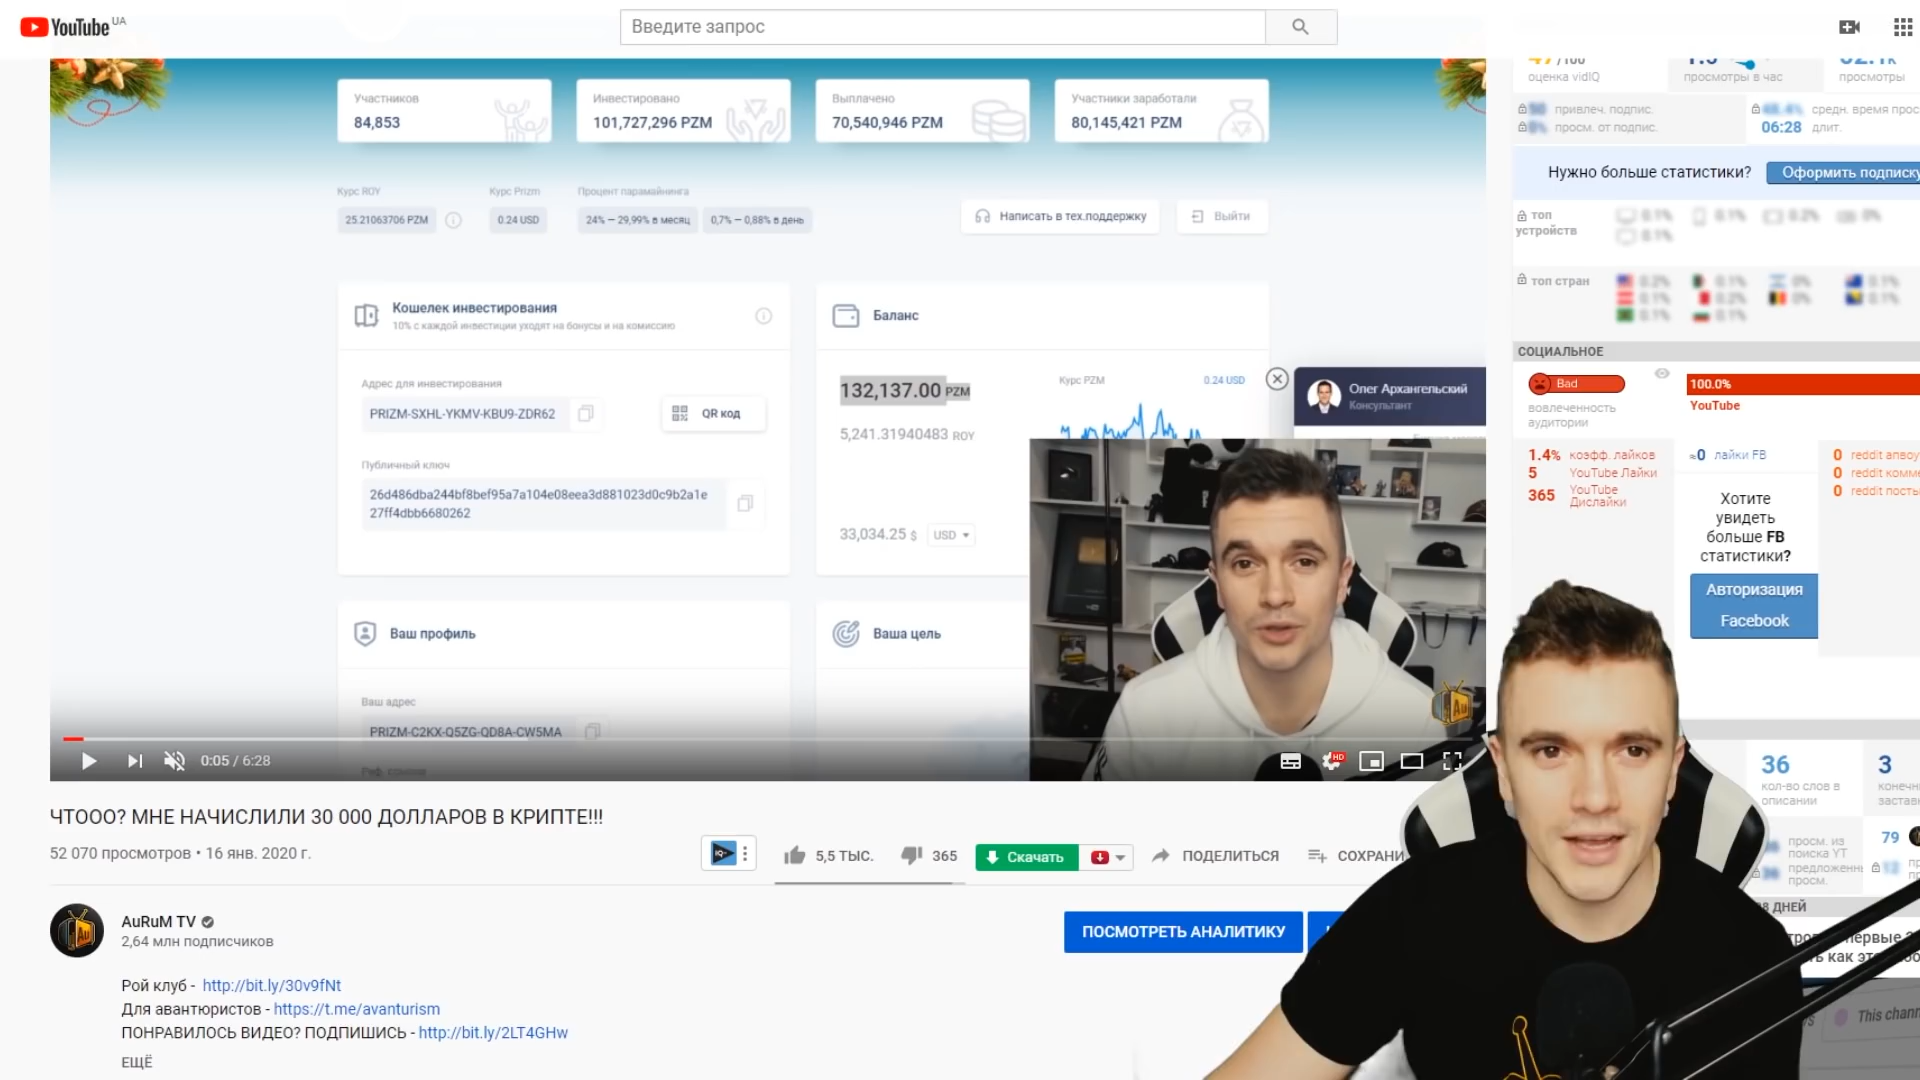 YouTube UA
Введите запрос
Участников
84,853
Инвестировано
101,727,296 PZM
Выплачено
70,540,946 PZM
Участники заработали
80,145,421 PZM
Курс ROY
25.21063706 PZM
Курс Prizm
0.24 USD
Процент парамайнинга
24% — 29,99% в месяц
0,7% — 0,88% в день
Написать в тех.поддержку
Выйти
Кошелек инвестирования
10% с каждой инвестиции уходят на бонусы и на комиссию
Адрес для инвестирования
PRIZM-SXHL-YKMV-KBU9-ZDR62
QR код
Публичный ключ
26d486dba244bf8bef95a7a104e08eea3d881023d0c9b2a1e
27ff4dbb6680262
Баланс
132,137.00 PZM
5,241.31940483 ROY
33,034.25 $
USD
Курс PZM
0.24 USD
Олег Архангельский
Консультант
Ваш профиль
Ваш адрес
PRIZM-C2KX-Q5ZG-QD8A-CW5MA
Ваша цель
Au
0:05 / 6:28
HD
ЧТООО? МНЕ НАЧИСЛИЛИ 30 000 ДОЛЛАРОВ В КРИПТЕ!!!
52 070 просмотров • 16 янв. 2020 г.
5,5 ТЫС.
365
Скачать
ПОДЕЛИТЬСЯ
СОХРАНИ
AuRuM TV
2,64 млн подписчиков
ПОСМОТРЕТЬ АНАЛИТИКУ
Рой клуб - http://bit.ly/30v9fNt
Для авантюристов - https://t.me/avanturism
ПОНРАВИЛОСЬ ВИДЕО? ПОДПИШИСЬ - http://bit.ly/2LT4GHw
ЕЩЁ
/100
оценка vidIQ
просмотры в час
просмотры
привлеч. подпис.
просм. от подпис.
средн. время прос
06:28 длит.
Нужно больше статистики?
Оформить подписку
топ
устройств
топ стран
СОЦИАЛЬНОЕ
Bad
вовлеченность
аудитории
100.0%
YouTube
1.4% коэфф. лайков
5 YouTube Лайки
365 YouTube
Дислайки
≈0 лайки FB
0 reddit апвоу
0 reddit комме
0 reddit посты
Хотите
увидеть
больше FB
статистики?
Авторизация
Facebook
36
кол-во слов в
описании
3
конечн
застав
просм. из
поиска YT
предложенн
просм.
79
ДНЕЙ
первые
как
This chann